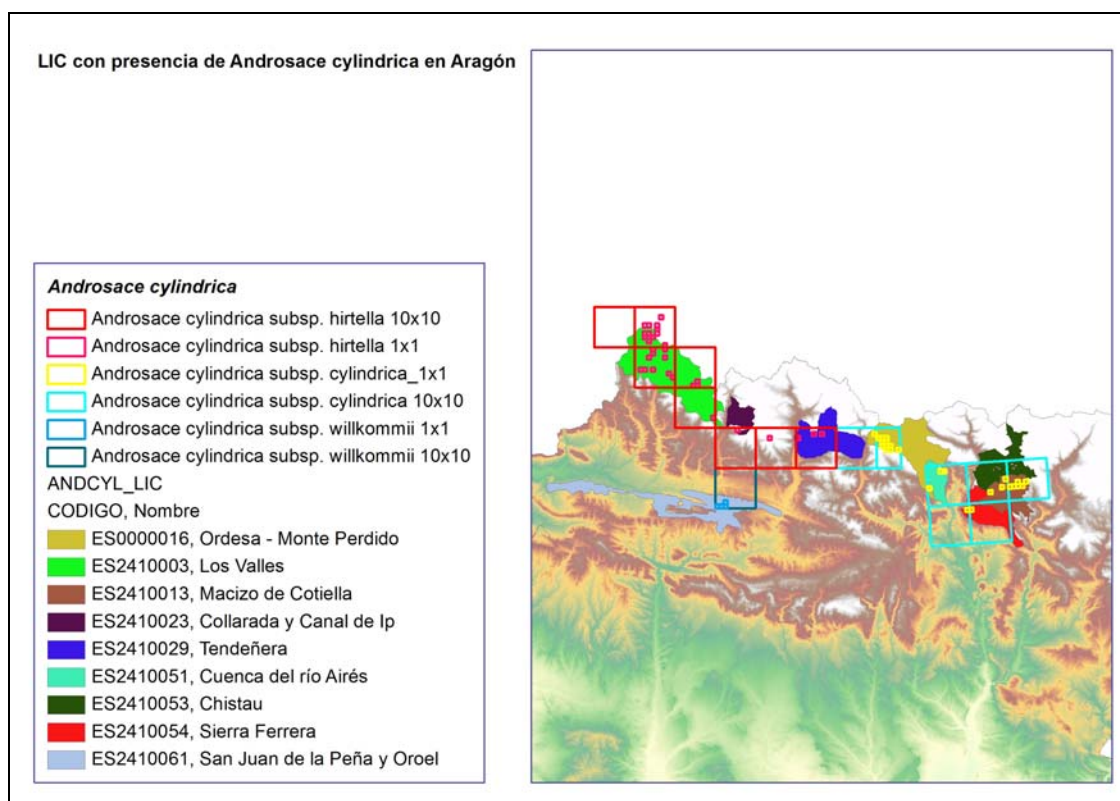 LIC con presencia de Androsace cylindrica en Aragón
Androsace cylindrica
Androsace cylindrica subsp. hirtella 10x10
Androsace cylindrica subsp. hirtella 1x1
Androsace cylindrica subsp. cylindrica_1x1
Androsace cylindrica subsp. cylindrica 10x10
Androsace cylindrica subsp. willkommii 1x1
Androsace cylindrica subsp. willkommii 10x10
ANDCYL_LIC
CODIGO, Nombre
ES0000016, Ordesa - Monte Perdido
ES2410003, Los Valles
ES2410013, Macizo de Cotiella
ES2410023, Collarada y Canal de Ip
ES2410029, Tendeñera
ES2410051, Cuenca del río Airés
ES2410053, Chistau
ES2410054, Sierra Ferrera
ES2410061, San Juan de la Peña y Oroel